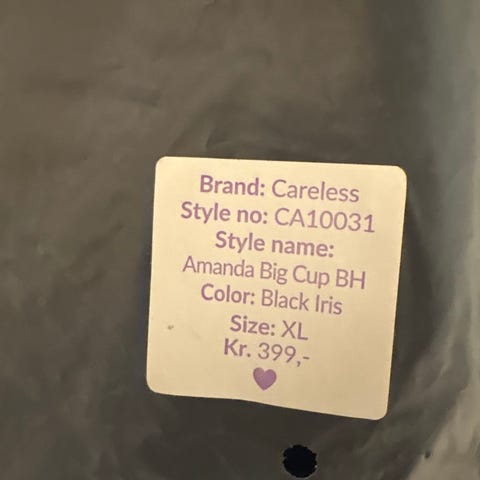 Brand: Careless
Style no: CA10031
Style name:
Amanda Big Cup BH
Color: Black Iris
Size: XL
Kr. 399,-